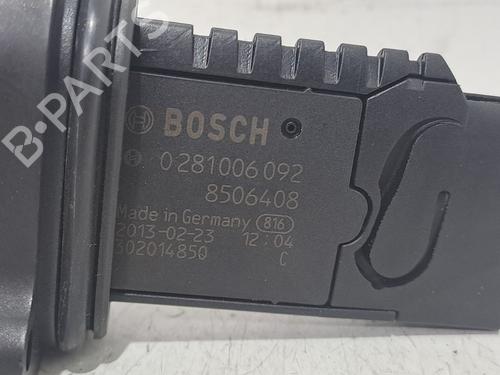 BOSCH
0 281 006 092
8506408
Made in Germany 816
2013-02-23 12:04
302014850 C
B-PARTS